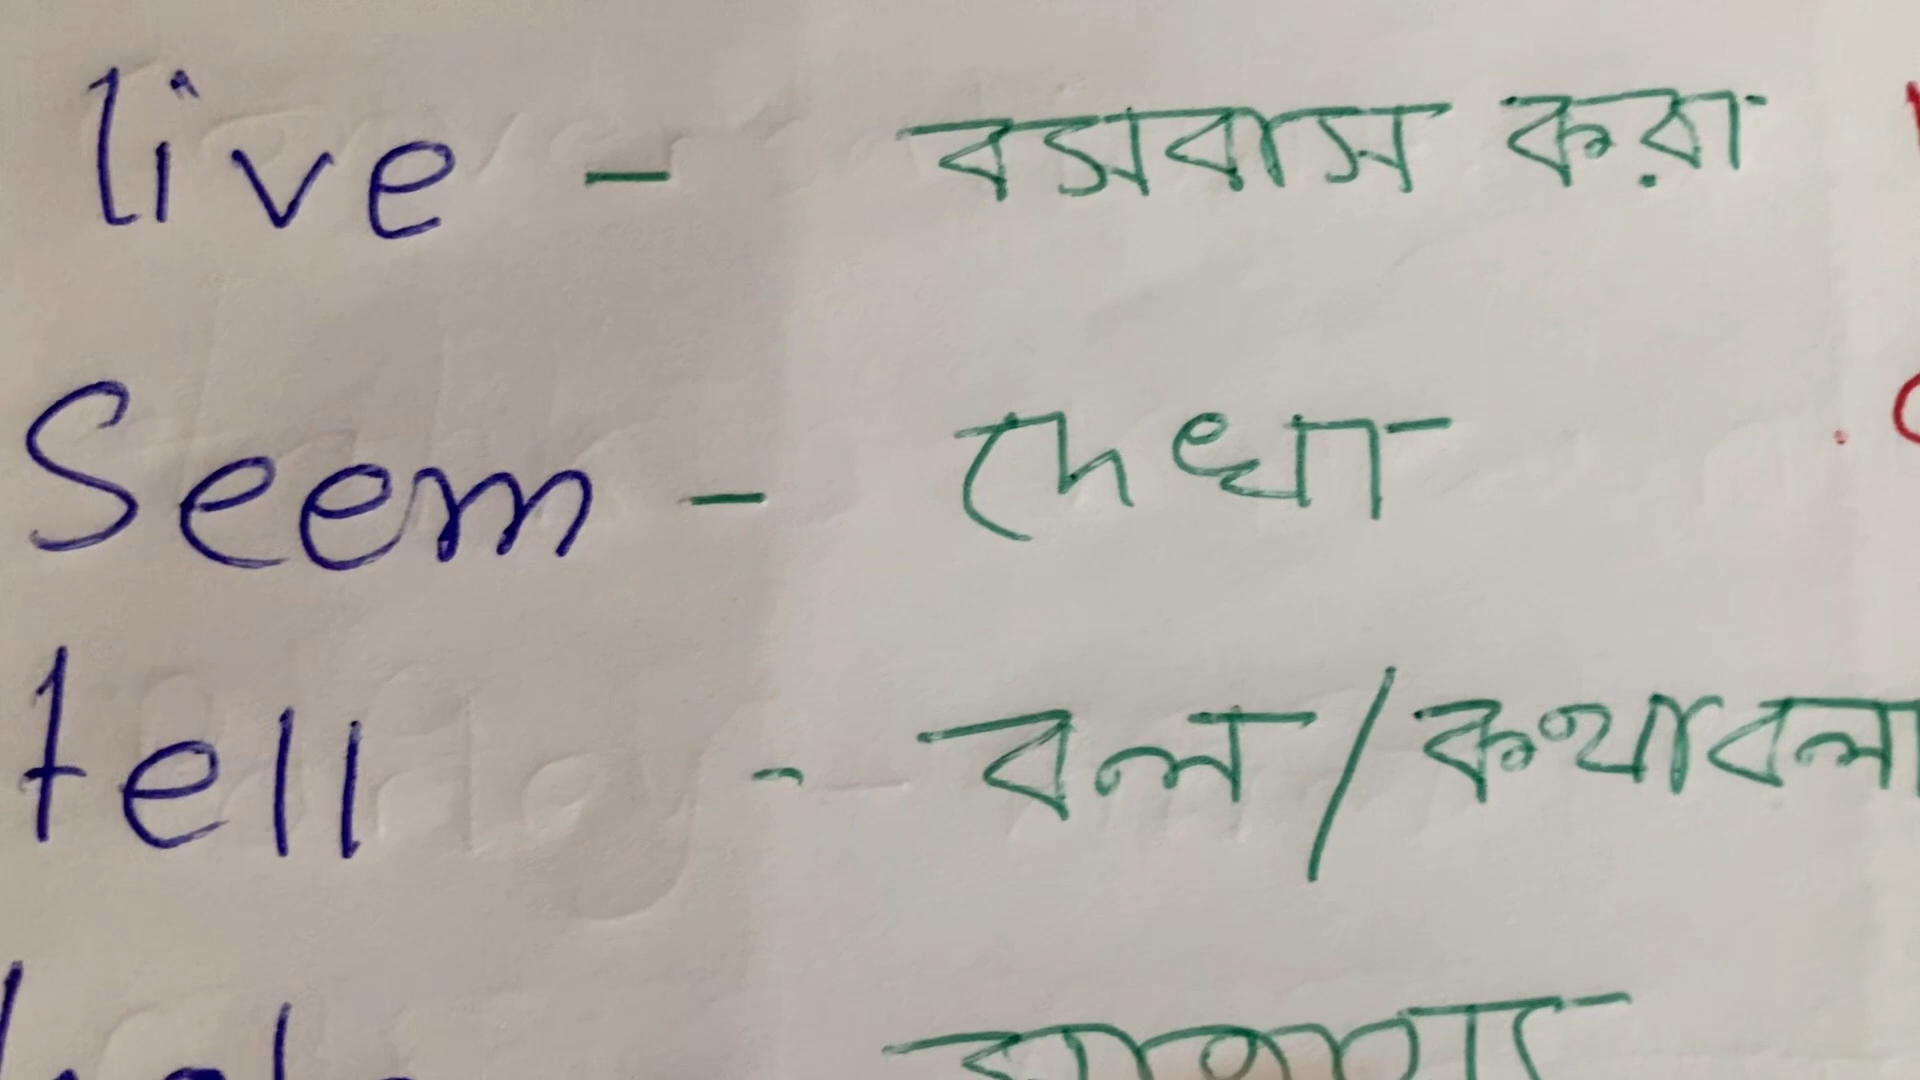 live - বসবাস করা
Seem - দেখা
tell - বল/কথাবলা